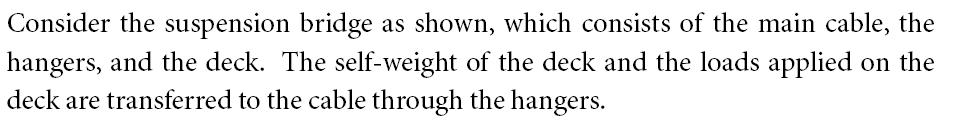 Consider the suspension bridge as shown, which consists of the main cable, the
hangers, and the deck. The self-weight of the deck and the loads applied on the
deck are transferred to the cable through the hangers.